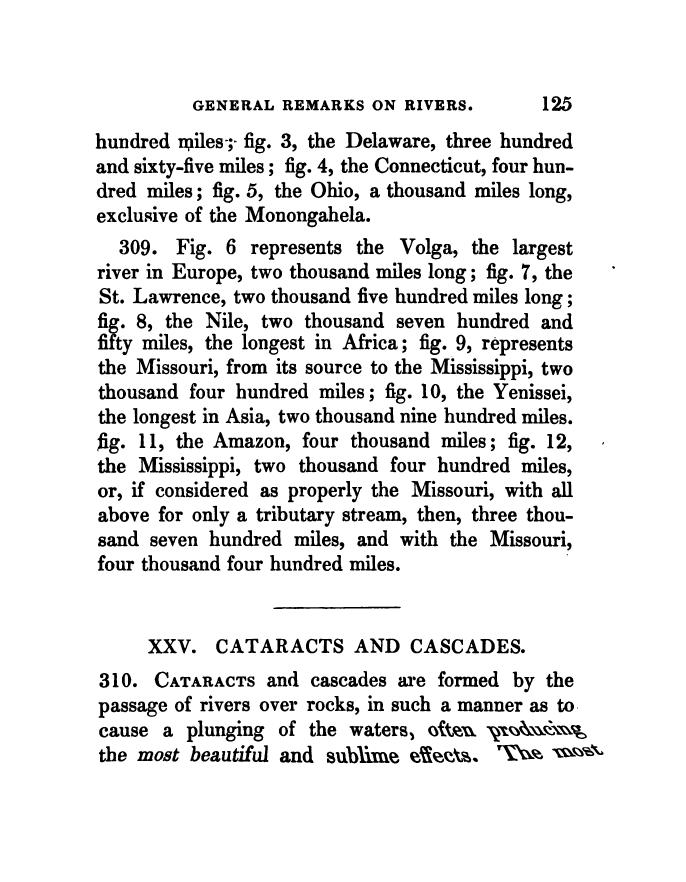 GENERAL REMARKS ON RIVERS. 125
hundred miles; fig. 3, the Delaware, three hundred
and sixty-five miles; fig. 4, the Connecticut, four hun-
dred miles; fig. 5, the Ohio, a thousand miles long,
exclusive of the Monongahela.
309. Fig. 6 represents the Volga, the largest
river in Europe, two thousand miles long; fig. 7, the
St. Lawrence, two thousand five hundred miles long;
fig. 8, the Nile, two thousand seven hundred and
fifty miles, the longest in Africa; fig. 9, represents
the Missouri, from its source to the Mississippi, two
thousand four hundred miles; fig. 10, the Yenissei,
the longest in Asia, two thousand nine hundred miles.
fig. 11, the Amazon, four thousand miles; fig. 12,
the Mississippi, two thousand four hundred miles,
or, if considered as properly the Missouri, with all
above for only a tributary stream, then, three thou-
sand seven hundred miles, and with the Missouri,
four thousand four hundred miles.
XXV. CATARACTS AND CASCADES.
310. CATARACTS and cascades are formed by the
passage of rivers over rocks, in such a manner as to
cause a plunging of the waters, often producing
the most beautiful and sublime effects. The most